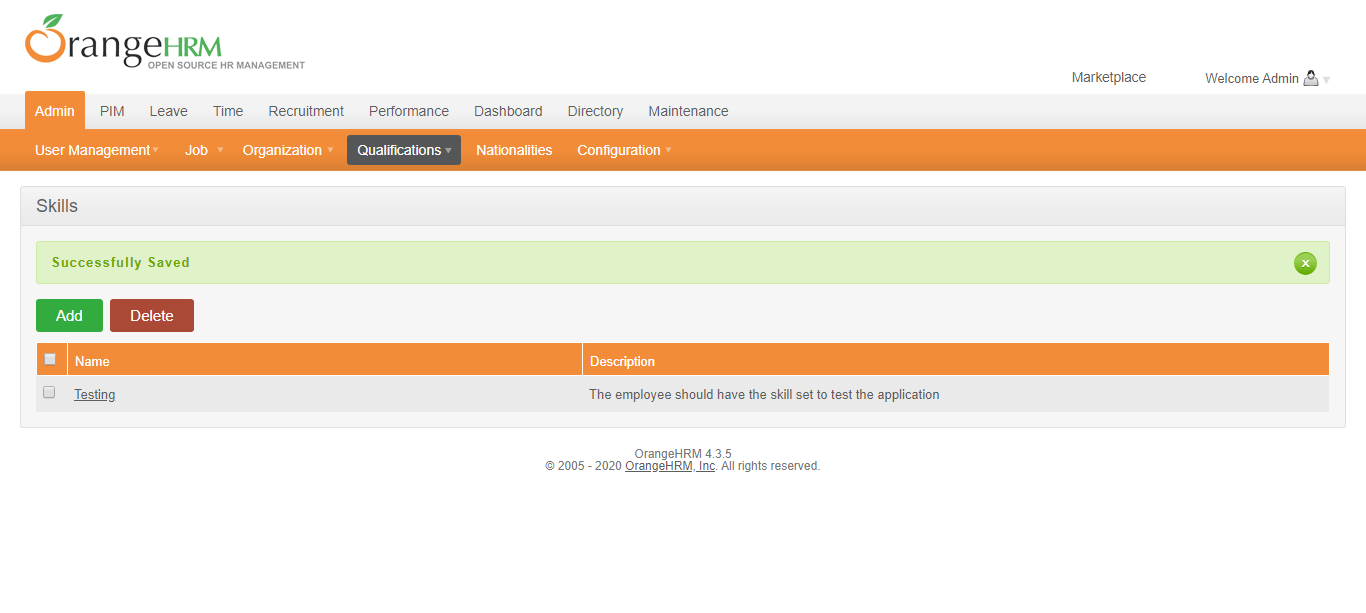 OrangeHRM
OPEN SOURCE HR MANAGEMENT
Marketplace Welcome Admin
Admin PIM Leave Time Recruitment Performance Dashboard Directory Maintenance
User Management Job Organization Qualifications Nationalities Configuration
Skills
Successfully Saved
x
Add Delete
Name Description
Testing The employee should have the skill set to test the application
OrangeHRM 4.3.5
© 2005 - 2020 OrangeHRM, Inc. All rights reserved.